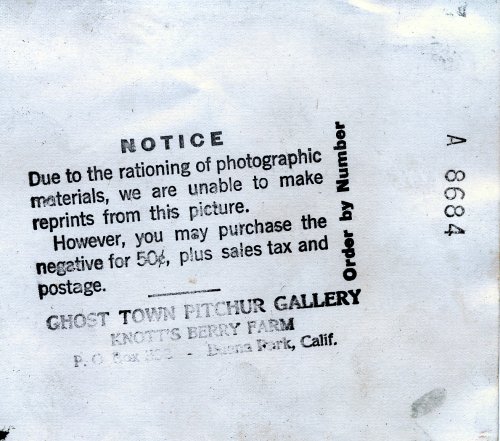 NOTICE
Due to the rationing of photographic
materials, we are unable to make
reprints from this picture.
However, you may purchase the
negative for 50¢, plus sales tax and
postage.
GHOST TOWN PITCHUR GALLERY
KNOTT'S BERRY FARM
P. O. Box - Buena Park, Calif.
Order by Number
A 8684